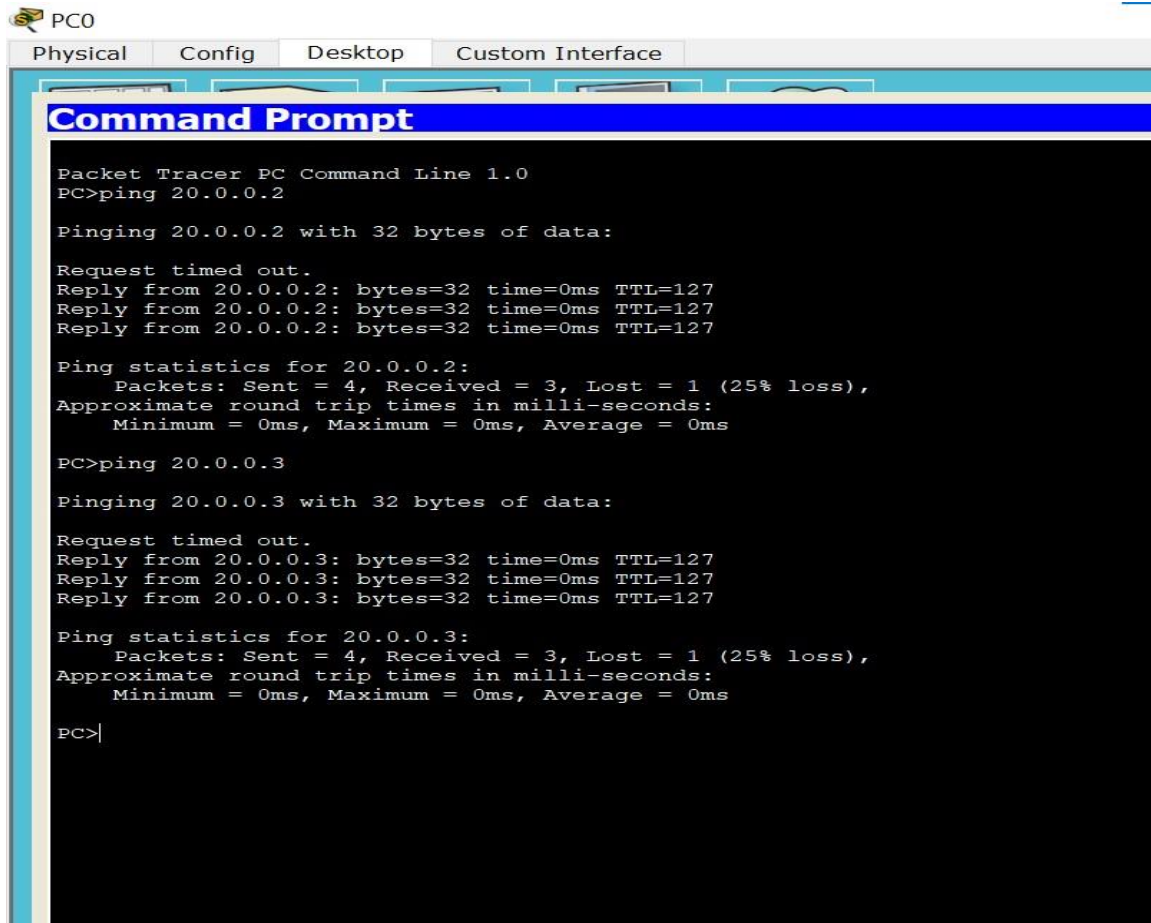 PC0
Physical Config Desktop Custom Interface
Command Prompt
Packet Tracer PC Command Line 1.0
PC>ping 20.0.0.2
Pinging 20.0.0.2 with 32 bytes of data:
Request timed out.
Reply from 20.0.0.2: bytes=32 time=0ms TTL=127
Reply from 20.0.0.2: bytes=32 time=0ms TTL=127
Reply from 20.0.0.2: bytes=32 time=0ms TTL=127
Ping statistics for 20.0.0.2:
Packets: Sent = 4, Received = 3, Lost = 1 (25% loss),
Approximate round trip times in milli-seconds:
Minimum = 0ms, Maximum = 0ms, Average = 0ms
PC>ping 20.0.0.3
Pinging 20.0.0.3 with 32 bytes of data:
Request timed out.
Reply from 20.0.0.3: bytes=32 time=0ms TTL=127
Reply from 20.0.0.3: bytes=32 time=0ms TTL=127
Reply from 20.0.0.3: bytes=32 time=0ms TTL=127
Ping statistics for 20.0.0.3:
Packets: Sent = 4, Received = 3, Lost = 1 (25% loss),
Approximate round trip times in milli-seconds:
Minimum = 0ms, Maximum = 0ms, Average = 0ms
PC>